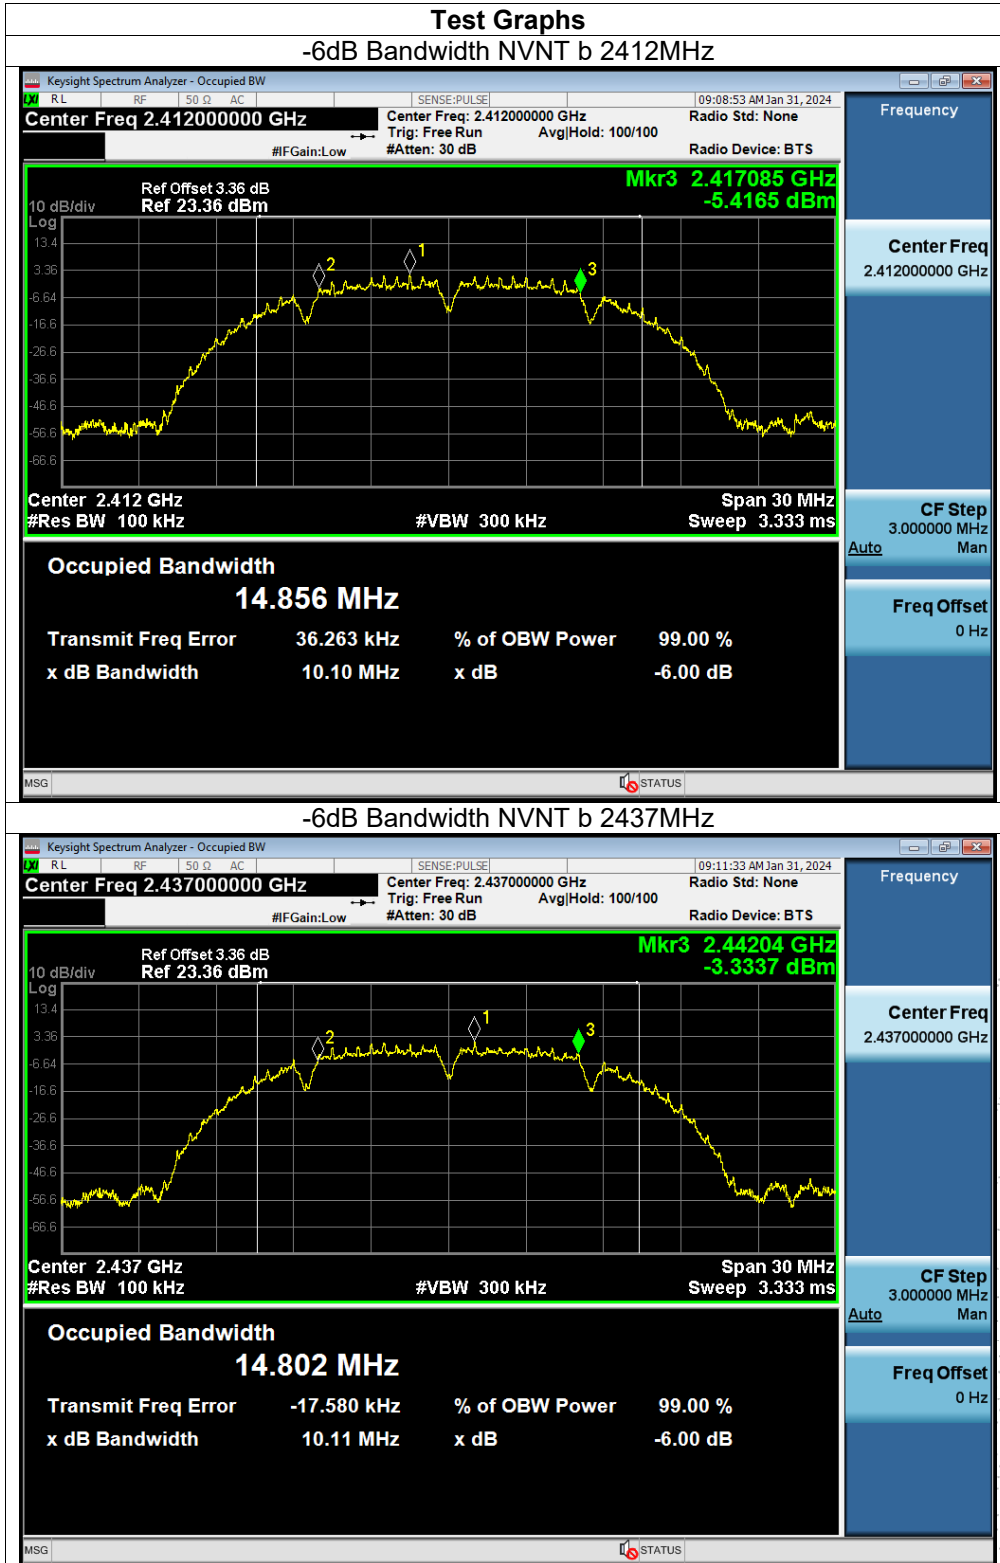 Test Graphs
-6dB Bandwidth NVNT b 2412MHz
Keysight Spectrum Analyzer - Occupied BW
LXI RL RF 50 Ω AC SENSE:PULSE 09:08:53 AM Jan 31, 2024
Center Freq 2.412000000 GHz Center Freq: 2.412000000 GHz Radio Std: None
Trig: Free Run Avg|Hold: 100/100
#IFGain:Low #Atten: 30 dB Radio Device: BTS
Frequency
Mkr3 2.417085 GHz
-5.4165 dBm
Ref Offset 3.36 dB
10 dB/div Ref 23.36 dBm
Log
13.4
3.36
-6.64
-16.6
-26.6
-36.6
-46.6
-56.6
-66.6
2
1
3
Center Freq
2.412000000 GHz
Center 2.412 GHz Span 30 MHz
#Res BW 100 kHz #VBW 300 kHz Sweep 3.333 ms
CF Step
3.000000 MHz
Auto Man
Freq Offset
0 Hz
Occupied Bandwidth
14.856 MHz
Transmit Freq Error 36.263 kHz % of OBW Power 99.00 %
x dB Bandwidth 10.10 MHz x dB -6.00 dB
MSG STATUS
-6dB Bandwidth NVNT b 2437MHz
Keysight Spectrum Analyzer - Occupied BW
LXI RL RF 50 Ω AC SENSE:PULSE 09:11:33 AM Jan 31, 2024
Center Freq 2.437000000 GHz Center Freq: 2.437000000 GHz Radio Std: None
Trig: Free Run Avg|Hold: 100/100
#IFGain:Low #Atten: 30 dB Radio Device: BTS
Frequency
Mkr3 2.44204 GHz
-3.3337 dBm
Ref Offset 3.36 dB
10 dB/div Ref 23.36 dBm
Log
13.4
3.36
-6.64
-16.6
-26.6
-36.6
-46.6
-56.6
-66.6
2
1
3
Center Freq
2.437000000 GHz
Center 2.437 GHz Span 30 MHz
#Res BW 100 kHz #VBW 300 kHz Sweep 3.333 ms
CF Step
3.000000 MHz
Auto Man
Freq Offset
0 Hz
Occupied Bandwidth
14.802 MHz
Transmit Freq Error -17.580 kHz % of OBW Power 99.00 %
x dB Bandwidth 10.11 MHz x dB -6.00 dB
MSG STATUS